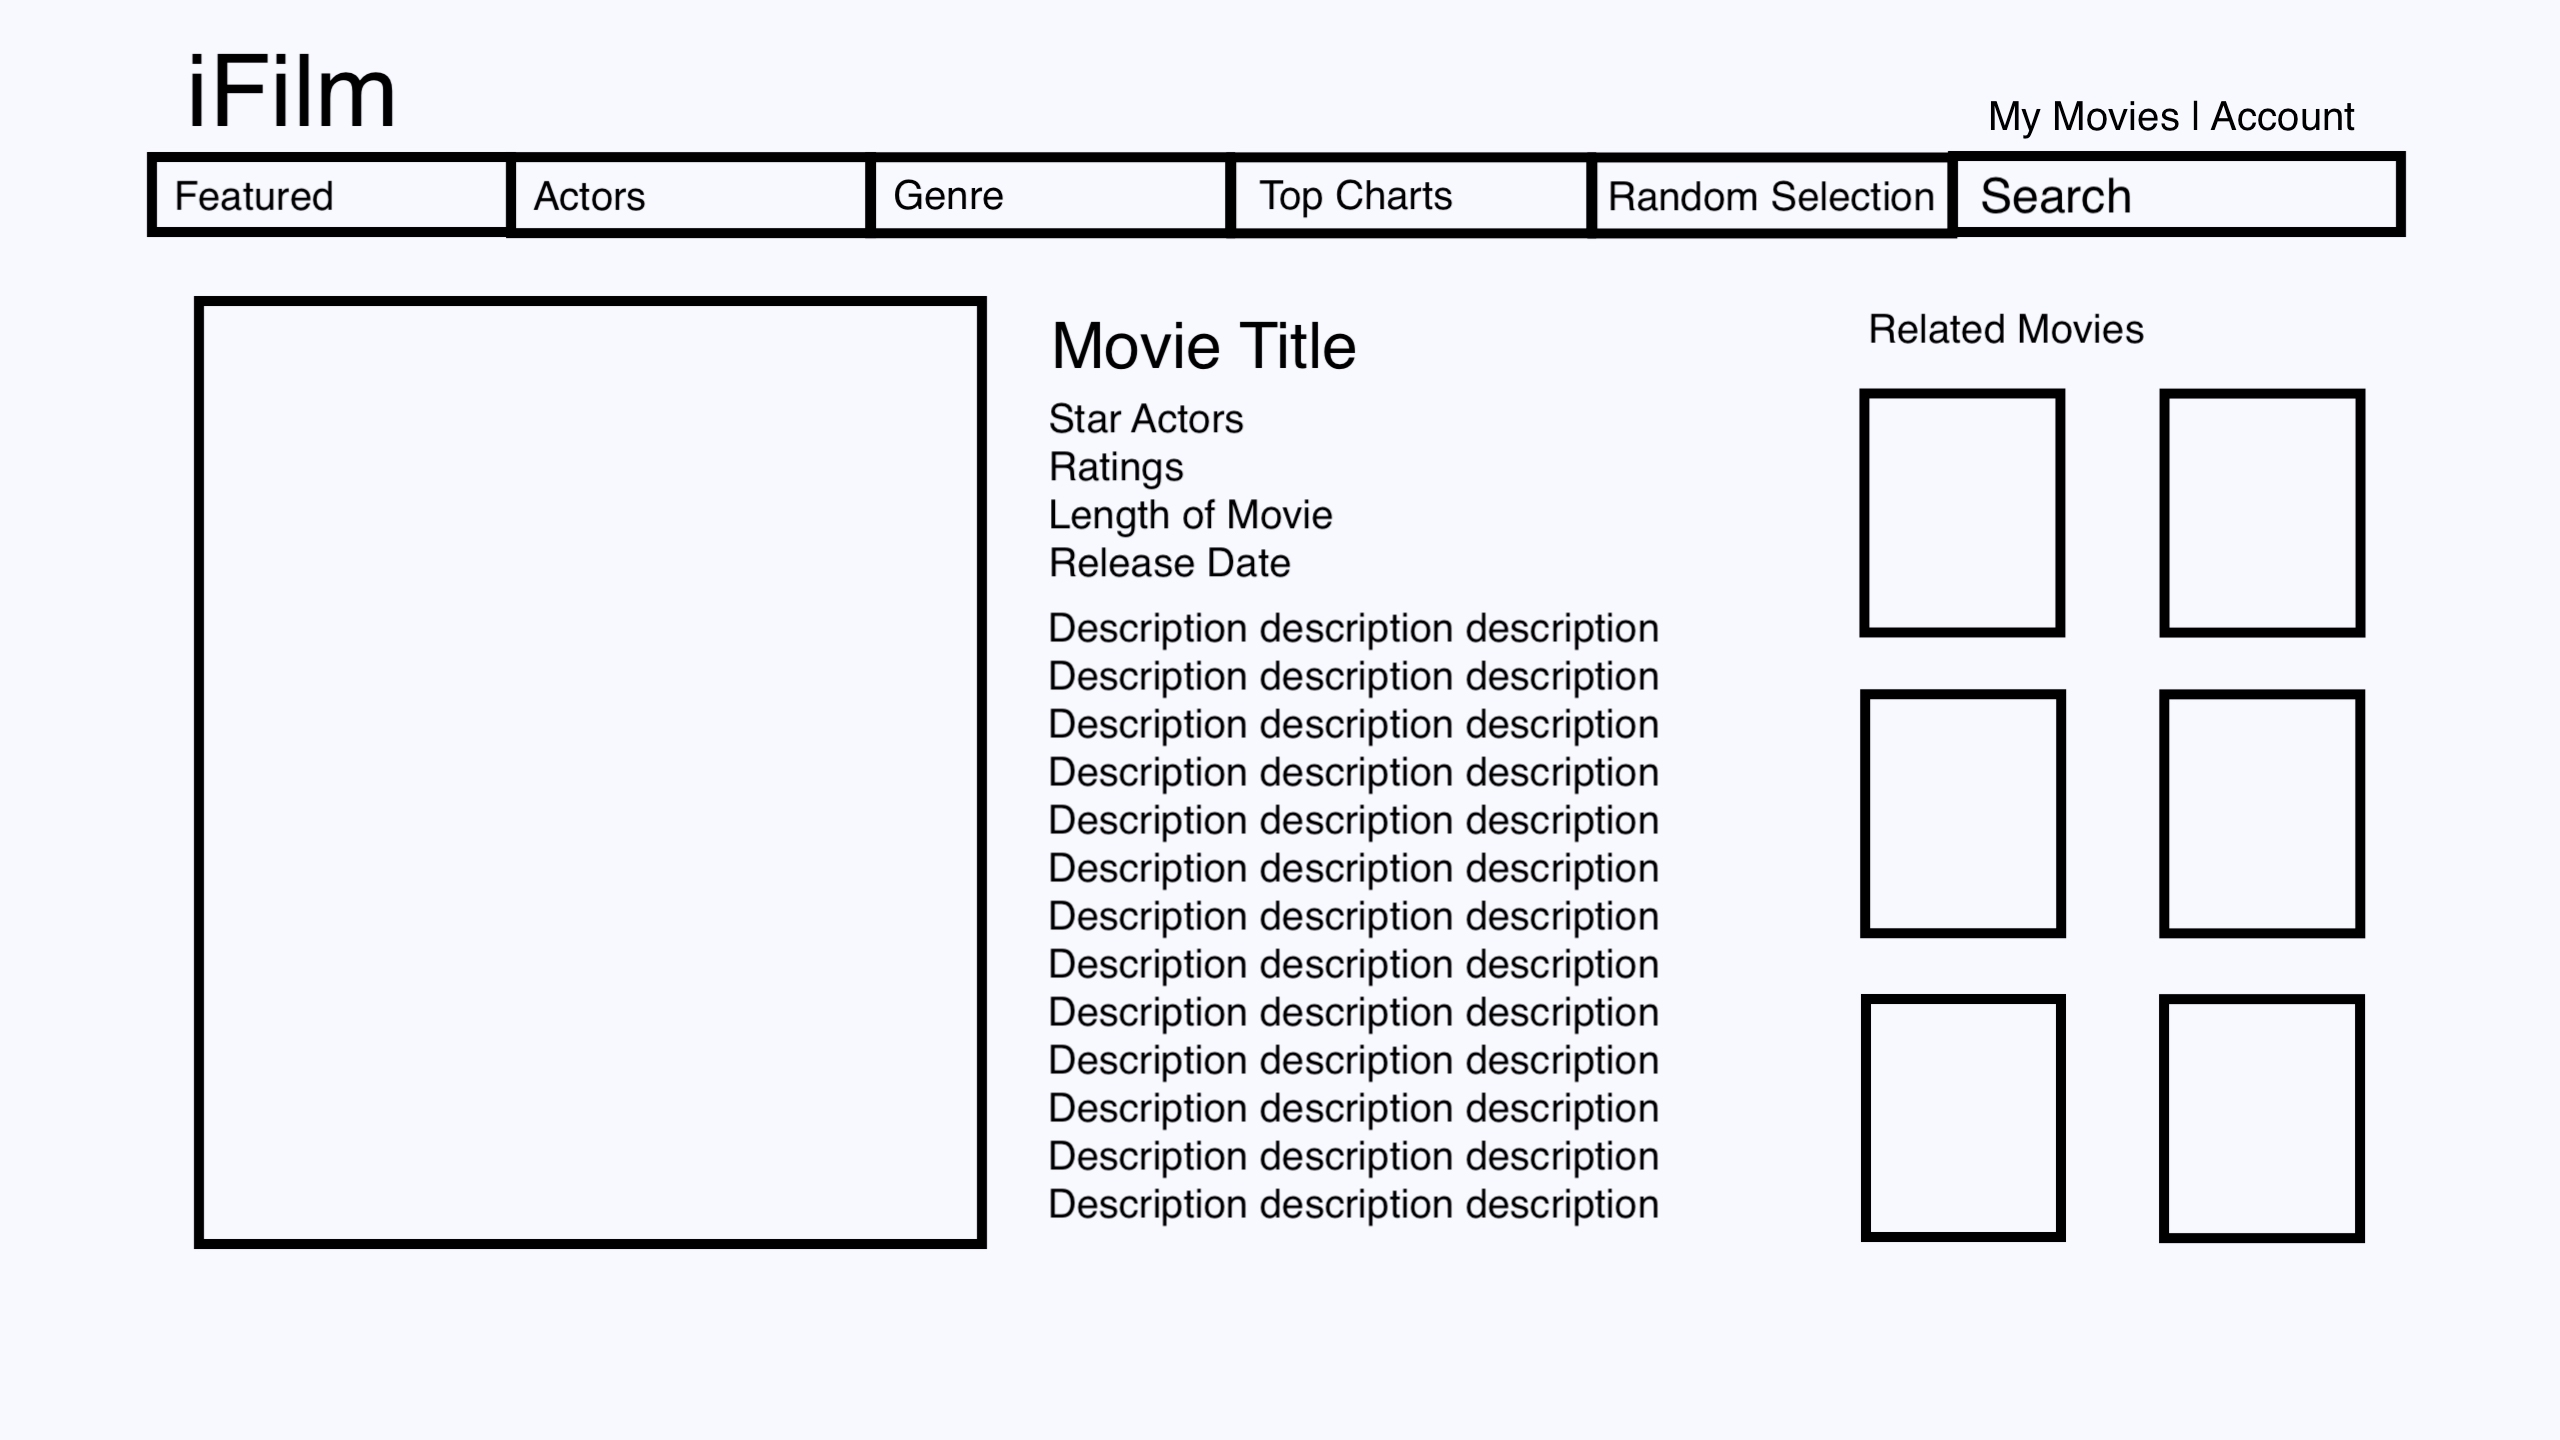 iFilm
My Movies | Account
Featured
Actors
Genre
Top Charts
Random Selection
Search
Movie Title
Star Actors
Ratings
Length of Movie
Release Date
Description description description
Description description description
Description description description
Description description description
Description description description
Description description description
Description description description
Description description description
Description description description
Description description description
Description description description
Description description description
Description description description
Related Movies